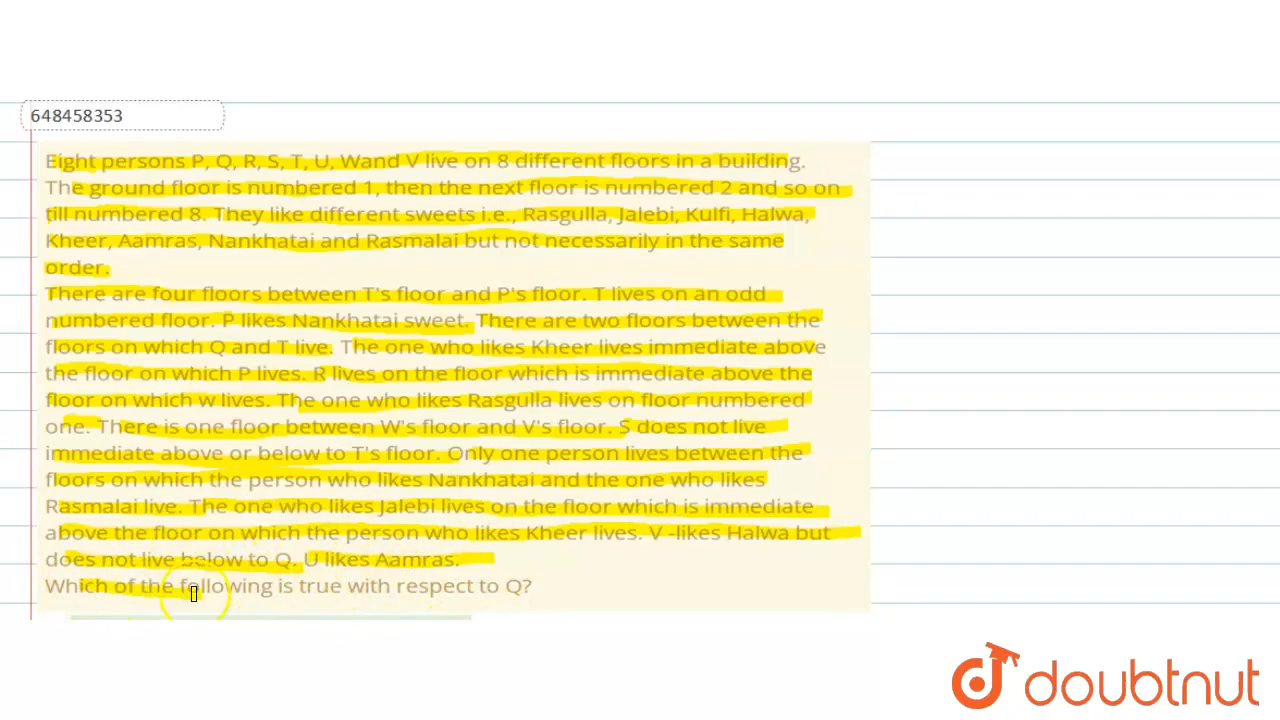 648458353
Eight persons P, Q, R, S, T, U, Wand V live on 8 different floors in a building.
The ground floor is numbered 1, then the next floor is numbered 2 and so on
till numbered 8. They like different sweets i.e., Rasgulla, Jalebi, Kulfi, Halwa,
Kheer, Aamras, Nankhatai and Rasmalai but not necessarily in the same
order.
There are four floors between T's floor and P's floor. T lives on an odd
numbered floor. P likes Nankhatai sweet. There are two floors between the
floors on which Q and T live. The one who likes Kheer lives immediate above
the floor on which P lives. R lives on the floor which is immediate above the
floor on which w lives. The one who likes Rasgulla lives on floor numbered
one. There is one floor between W's floor and V's floor. S does not live
immediate above or below to T's floor. Only one person lives between the
floors on which the person who likes Nankhatai and the one who likes
Rasmalai live. The one who likes Jalebi lives on the floor which is immediate
above the floor on which the person who likes Kheer lives. V -likes Halwa but
does not live below to Q. U likes Aamras.
Which of the following is true with respect to Q?
doubtnut